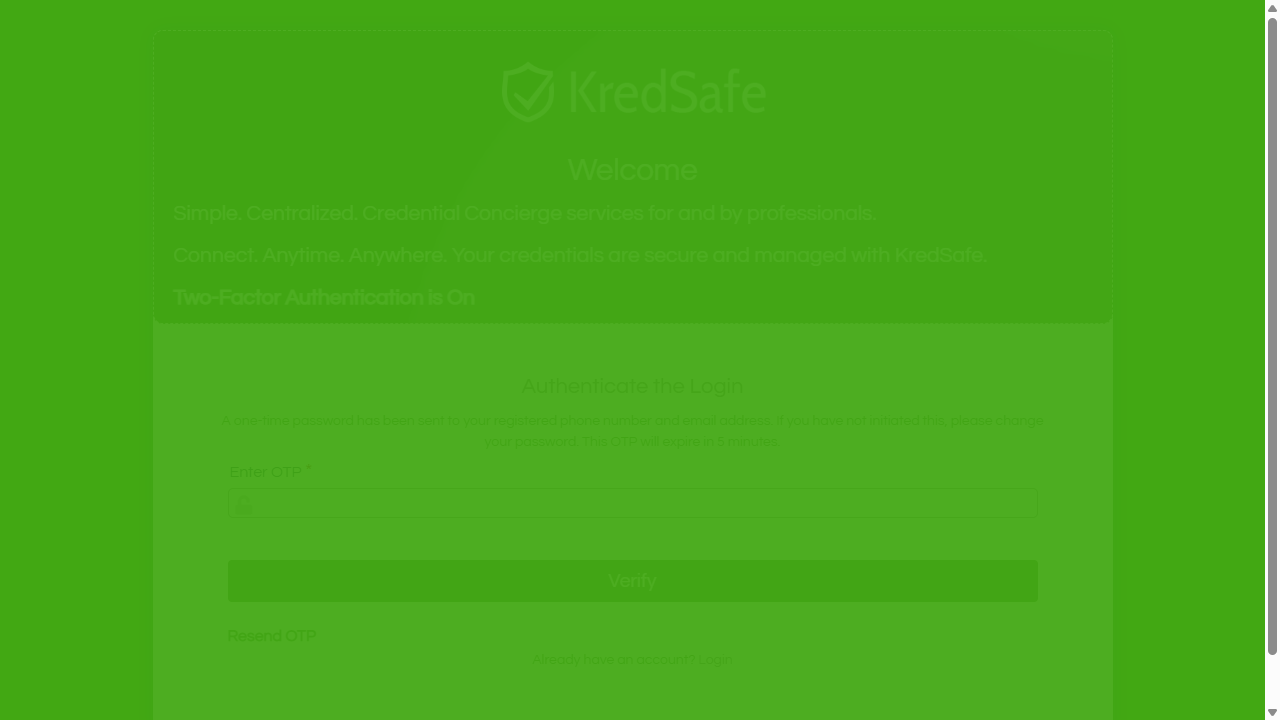 KredSafe
Welcome
Simple. Centralized. Credential Concierge services for and by professionals.
Connect. Anytime. Anywhere. Your credentials are secure and managed with KredSafe.
Two-Factor Authentication is On
Authenticate the Login
A one-time password has been sent to your registered phone number and email address. If you have not initiated this, please change
your password. This OTP will expire in 5 minutes.
Enter OTP *
Verify
Resend OTP
Already have an account? Login